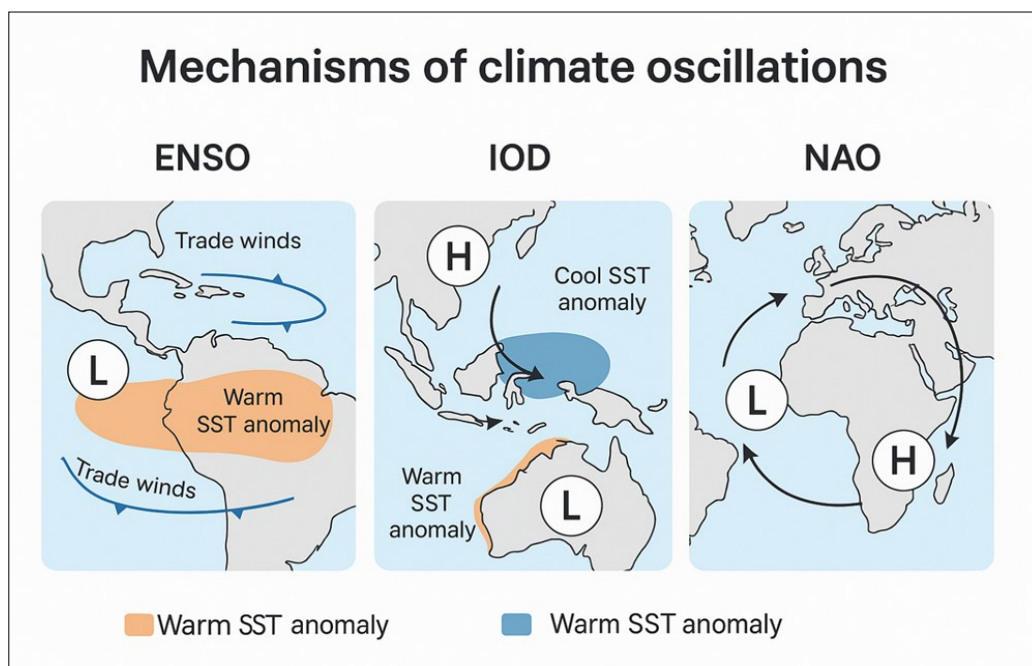 Mechanisms of climate oscillations
ENSO
IOD
NAO
Trade winds
L
Warm
SST anomaly
Trade winds
H
Cool SST
anomaly
Warm
SST
anomaly
L
L
H
Warm SST anomaly
Warm SST anomaly